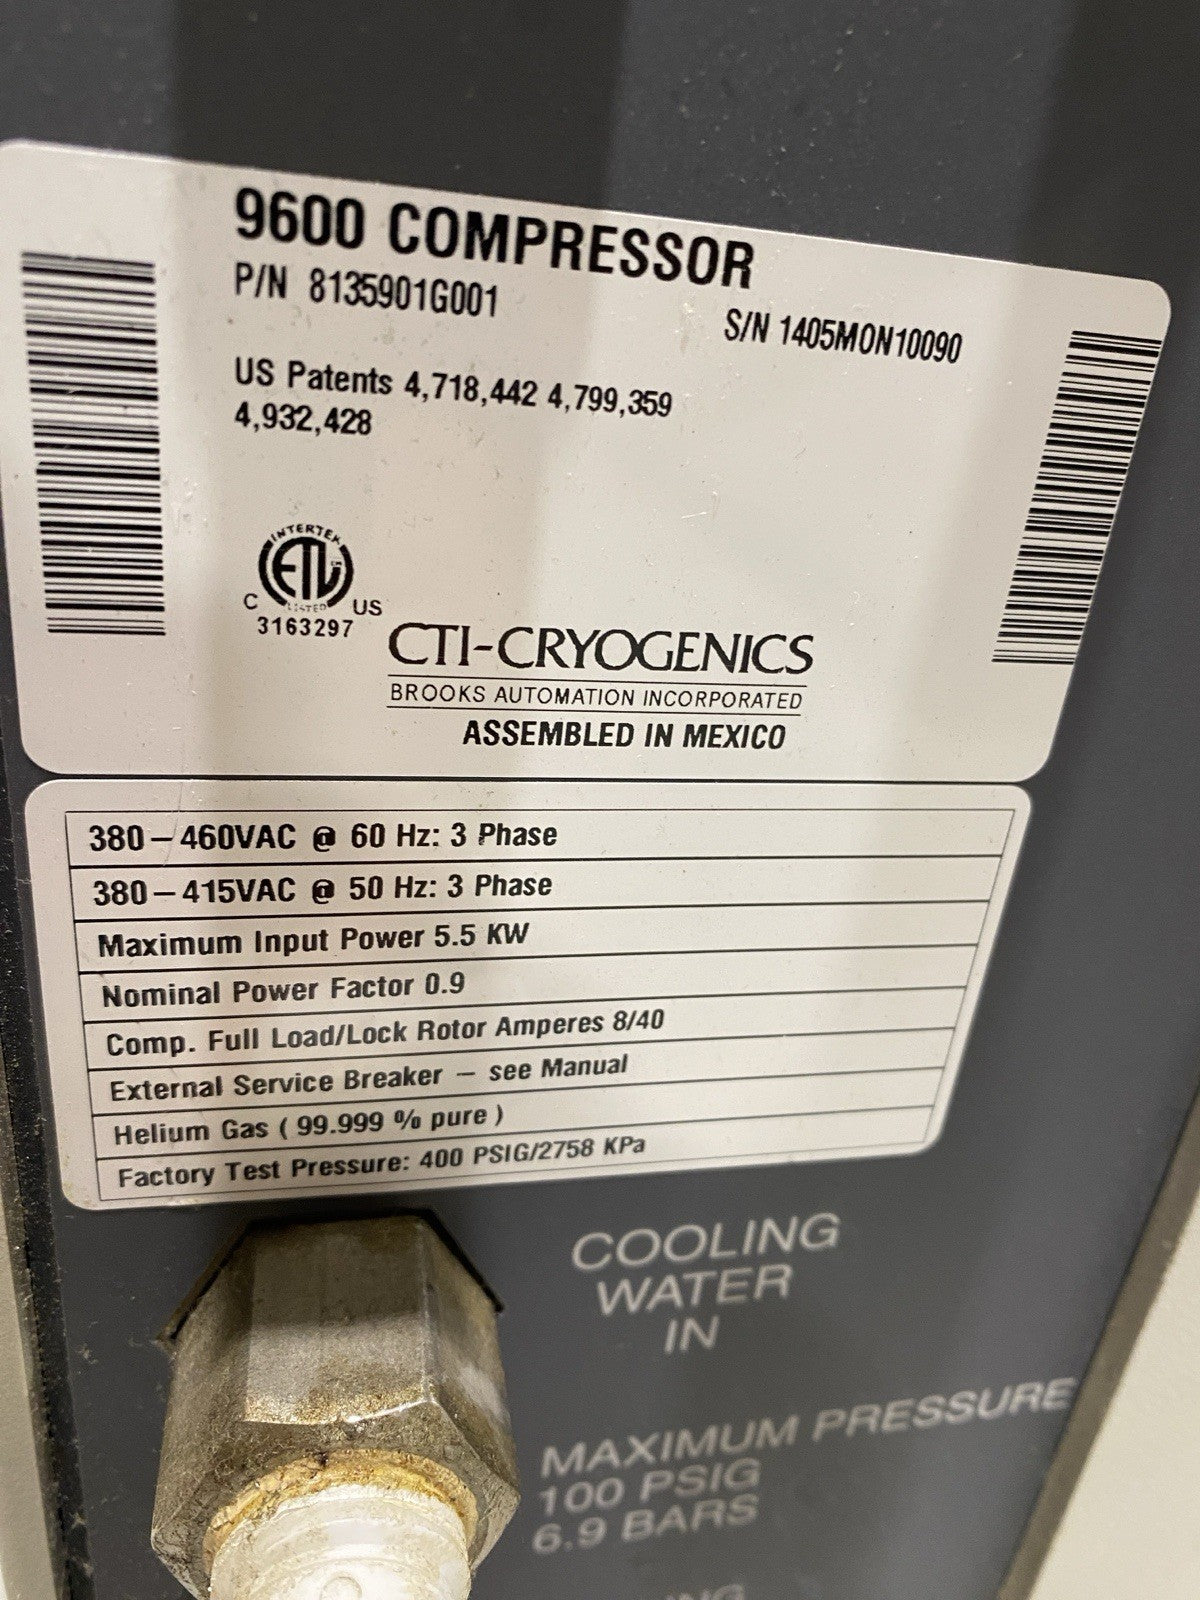 9600 COMPRESSOR
P/N 8135901G001
S/N 1405MON10090
US Patents 4,718,442 4,799,359
4,932,428
INTERTEK
ETL
LISTED
C US
3163297
CTI-CRYOGENICS
BROOKS AUTOMATION INCORPORATED
ASSEMBLED IN MEXICO
380–460VAC @ 60 Hz: 3 Phase
380–415VAC @ 50 Hz: 3 Phase
Maximum Input Power 5.5 KW
Nominal Power Factor 0.9
Comp. Full Load/Lock Rotor Amperes 8/40
External Service Breaker – see Manual
Helium Gas ( 99.999 % pure )
Factory Test Pressure: 400 PSIG/2758 KPa
COOLING
WATER
IN
MAXIMUM PRESSURE
100 PSIG
6.9 BARS